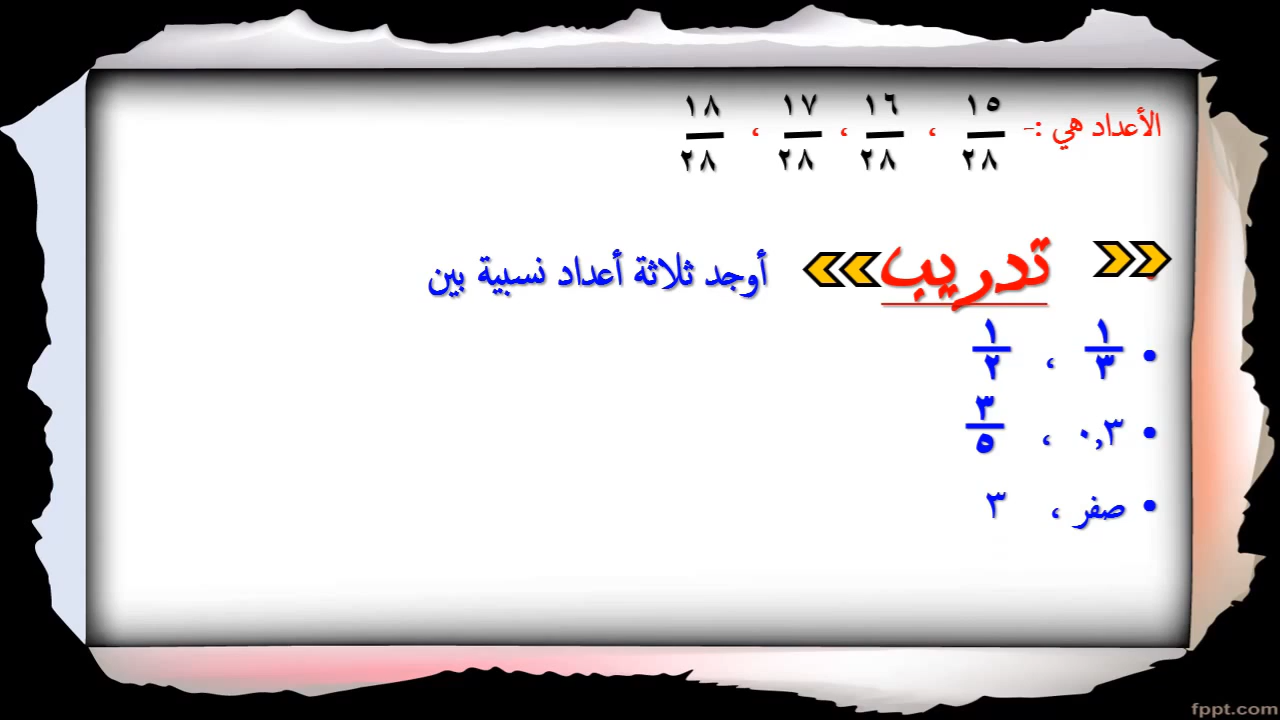 الأعداد هي :- ١٥/٢٨ ، ١٦/٢٨ ، ١٧/٢٨ ، ١٨/٢٨
تدريب أوجد ثلاثة أعداد نسبية بين
• ١/٣ ، ١/٢
• ٠,٣ ، ٣/٥
• صفر ، ٣
fppt.com